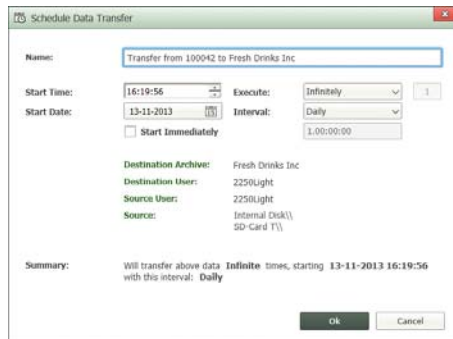 Schedule Data Transfer
Name: Transfer from 100042 to Fresh Drinks Inc
Start Time: 16:19:56 Execute: Infinitely 1
Start Date: 13-11-2013 Interval: Daily
Start Immediately 1.00:00:00
Destination Archive: Fresh Drinks Inc
Destination User: 2250Light
Source User: 2250Light
Source: Internal Disk\\
SD-Card T\\
Summary: Will transfer above data Infinite times, starting 13-11-2013 16:19:56
with this interval: Daily
Ok Cancel